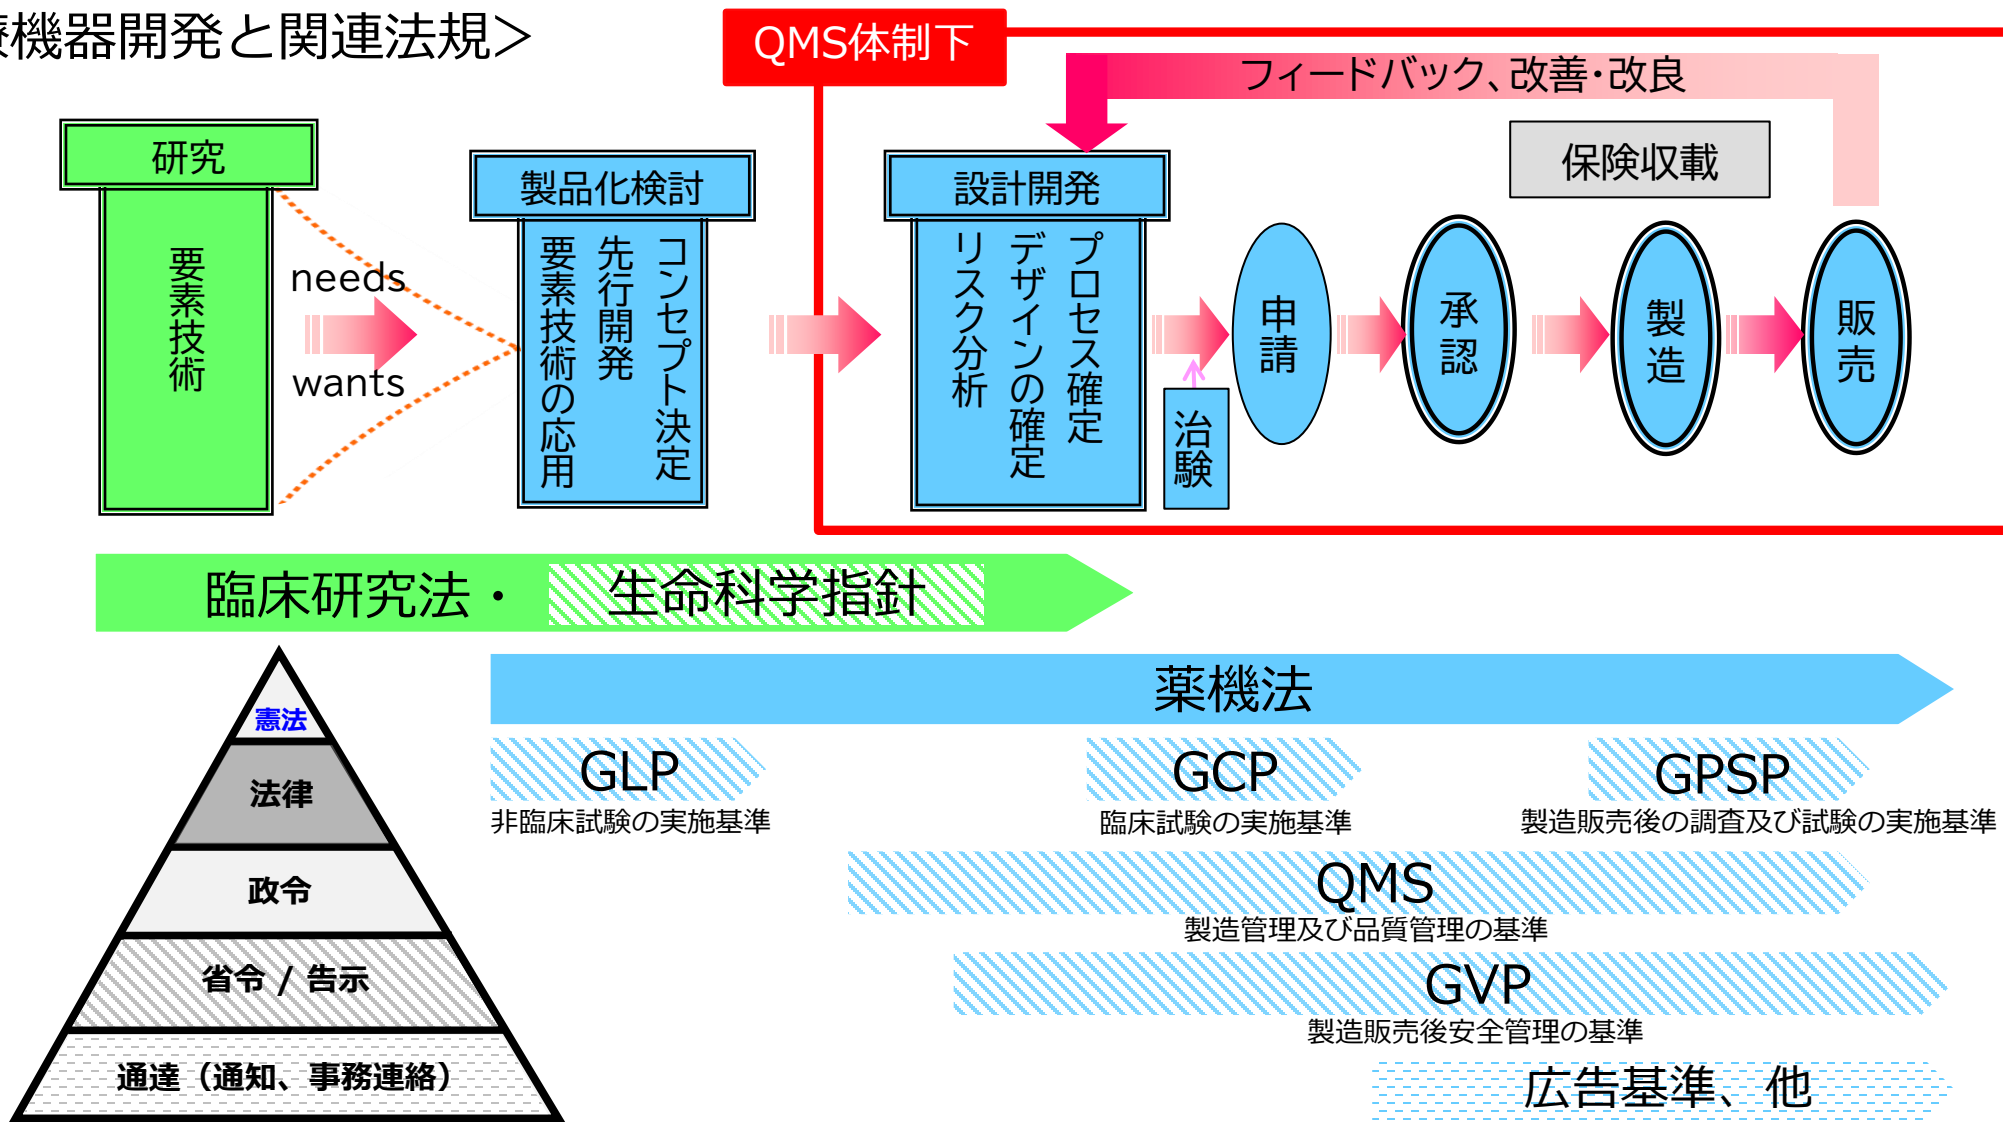 療機器開発と関連法規＞
QMS体制下
フィードバック、改善・改良
研究
要素技術
needs
wants
製品化検討
コンセプト決定
先行開発
要素技術の応用
設計開発
プロセス確定
デザインの確定
リスク分析
治験
申請
承認
保険収載
製造
販売
臨床研究法・生命科学指針
薬機法
憲法
法律
政令
省令 / 告示
通達（通知、事務連絡）
GLP
非臨床試験の実施基準
GCP
臨床試験の実施基準
GPSP
製造販売後の調査及び試験の実施基準
QMS
製造管理及び品質管理の基準
GVP
製造販売後安全管理の基準
広告基準、他